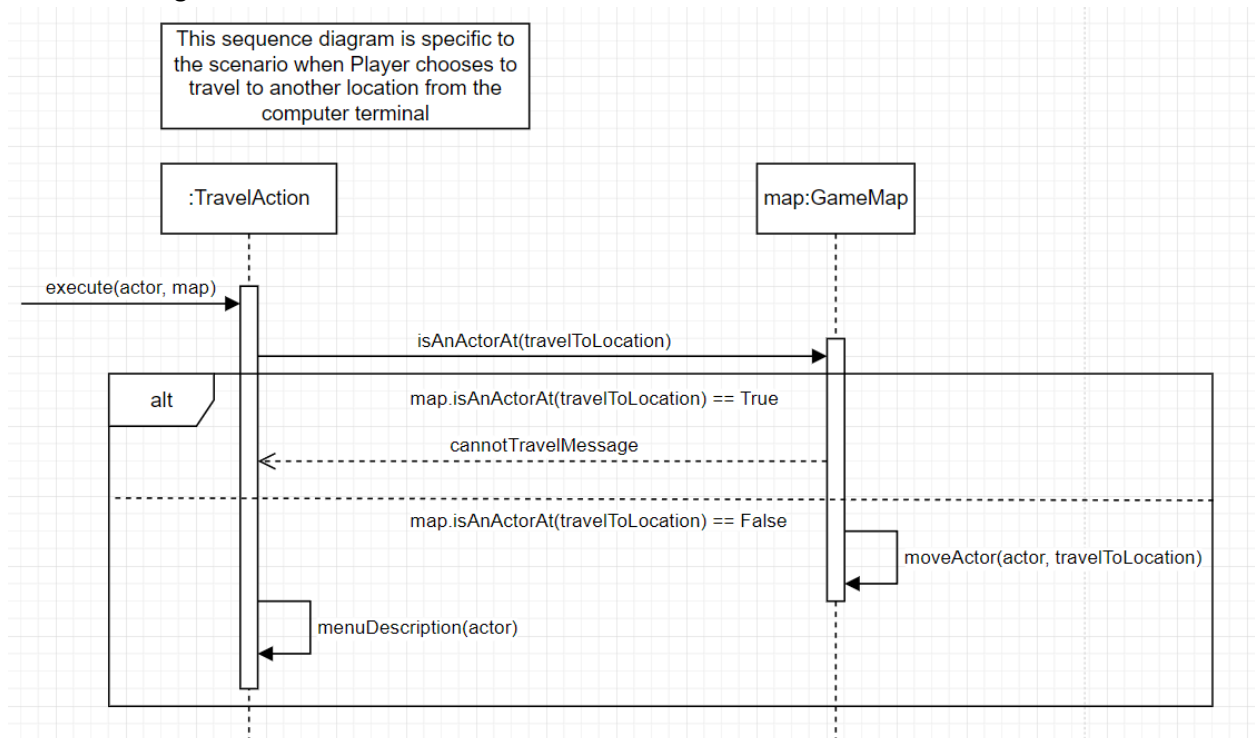 This sequence diagram is specific to
the scenario when Player chooses to
travel to another location from the
computer terminal
:TravelAction
map:GameMap
execute(actor, map)
isAnActorAt(travelToLocation)
alt
map.isAnActorAt(travelToLocation) == True
cannotTravelMessage
map.isAnActorAt(travelToLocation) == False
moveActor(actor, travelToLocation)
menuDescription(actor)